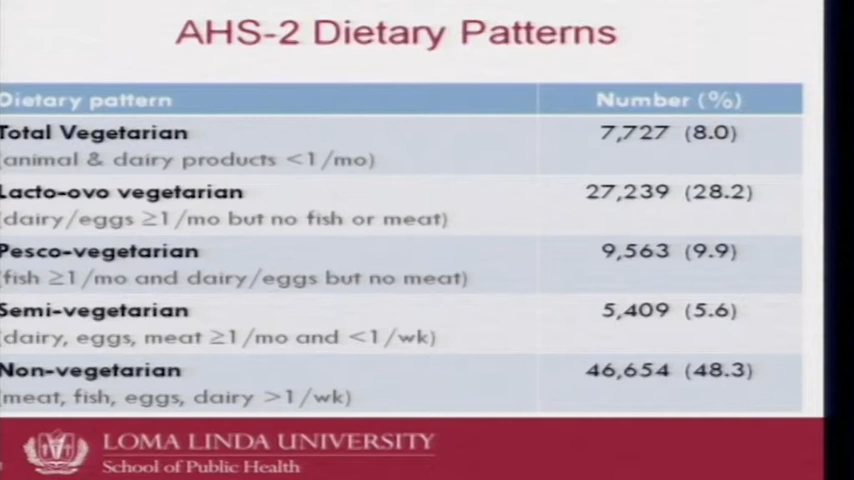 AHS-2 Dietary Patterns
Dietary pattern Number (%)
Total Vegetarian 7,727 (8.0)
(animal & dairy products <1/mo)
Lacto-ovo vegetarian 27,239 (28.2)
(dairy/eggs ≥1/mo but no fish or meat)
Pesco-vegetarian 9,563 (9.9)
(fish ≥1/mo and dairy/eggs but no meat)
Semi-vegetarian 5,409 (5.6)
(dairy, eggs, meat ≥1/mo and <1/wk)
Non-vegetarian 46,654 (48.3)
(meat, fish, eggs, dairy >1/wk)
LOMA LINDA UNIVERSITY
School of Public Health